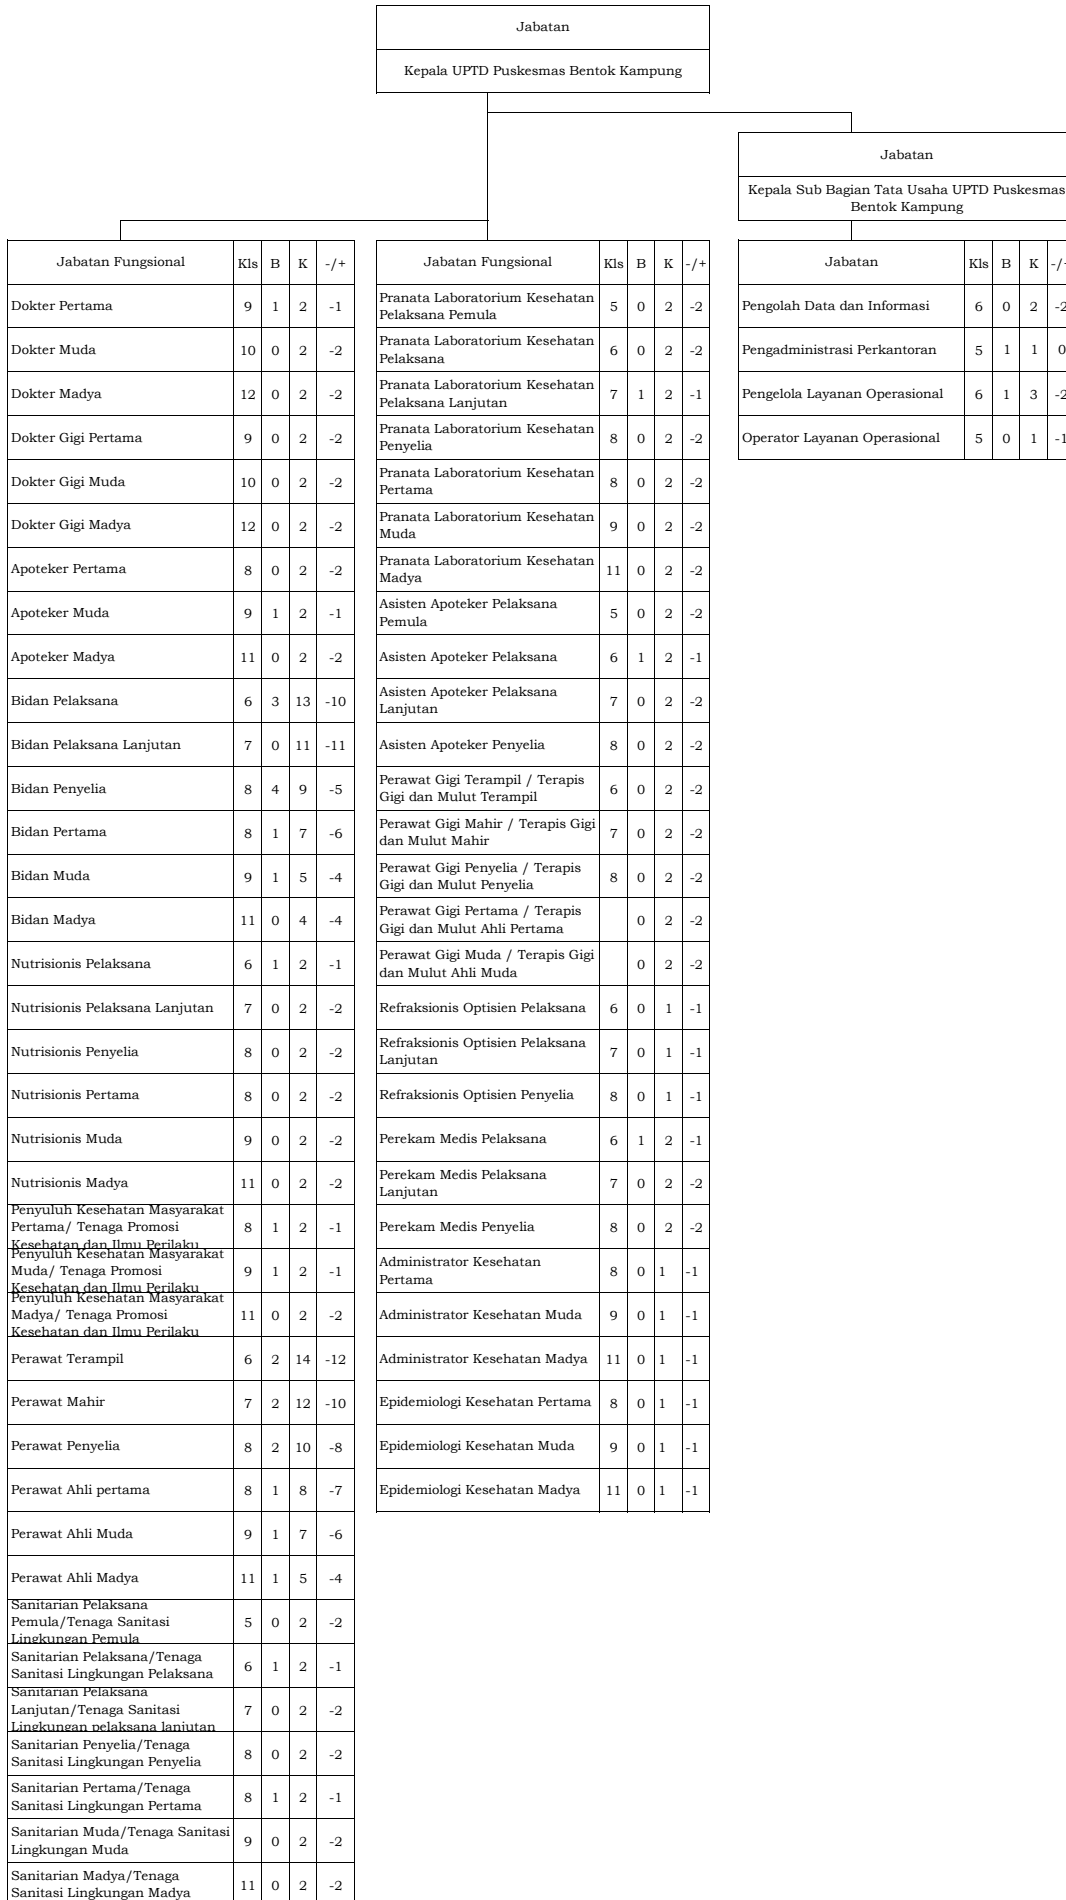 Jabatan
Kepala UPTD Puskesmas Bentok Kampung
Jabatan
Kepala Sub Bagian Tata Usaha UPTD Puskesmas
Bentok Kampung
Jabatan Fungsional Kls B K -/+
Dokter Pertama 9 1 2 -1
Dokter Muda 10 0 2 -2
Dokter Madya 12 0 2 -2
Dokter Gigi Pertama 9 0 2 -2
Dokter Gigi Muda 10 0 2 -2
Dokter Gigi Madya 12 0 2 -2
Apoteker Pertama 8 0 2 -2
Apoteker Muda 9 1 2 -1
Apoteker Madya 11 0 2 -2
Bidan Pelaksana 6 3 13 -10
Bidan Pelaksana Lanjutan 7 0 11 -11
Bidan Penyelia 8 4 9 -5
Bidan Pertama 8 1 7 -6
Bidan Muda 9 1 5 -4
Bidan Madya 11 0 4 -4
Nutrisionis Pelaksana 6 1 2 -1
Nutrisionis Pelaksana Lanjutan 7 0 2 -2
Nutrisionis Penyelia 8 0 2 -2
Nutrisionis Pertama 8 0 2 -2
Nutrisionis Muda 9 0 2 -2
Nutrisionis Madya 11 0 2 -2
Penyuluh Kesehatan Masyarakat
Pertama/ Tenaga Promosi 8 1 2 -1
Kesehatan dan Ilmu Perilaku
Penyuluh Kesehatan Masyarakat
Muda/ Tenaga Promosi 9 1 2 -1
Kesehatan dan Ilmu Perilaku
Penyuluh Kesehatan Masyarakat
Madya/ Tenaga Promosi 11 0 2 -2
Kesehatan dan Ilmu Perilaku
Perawat Terampil 6 2 14 -12
Perawat Mahir 7 2 12 -10
Perawat Penyelia 8 2 10 -8
Perawat Ahli pertama 8 1 8 -7
Perawat Ahli Muda 9 1 7 -6
Perawat Ahli Madya 11 1 5 -4
Sanitarian Pelaksana
Pemula/Tenaga Sanitasi 5 0 2 -2
Lingkungan Pemula
Sanitarian Pelaksana/Tenaga
Sanitasi Lingkungan Pelaksana 6 1 2 -1
Sanitarian Pelaksana
Lanjutan/Tenaga Sanitasi 7 0 2 -2
Lingkungan pelaksana lanjutan
Sanitarian Penyelia/Tenaga
Sanitasi Lingkungan Penyelia 8 0 2 -2
Sanitarian Pertama/Tenaga
Sanitasi Lingkungan Pertama 8 1 2 -1
Sanitarian Muda/Tenaga Sanitasi
Lingkungan Muda 9 0 2 -2
Sanitarian Madya/Tenaga
Sanitasi Lingkungan Madya 11 0 2 -2
Jabatan Fungsional Kls B K -/+
Pranata Laboratorium Kesehatan
Pelaksana Pemula 5 0 2 -2
Pranata Laboratorium Kesehatan
Pelaksana 6 0 2 -2
Pranata Laboratorium Kesehatan
Pelaksana Lanjutan 7 1 2 -1
Pranata Laboratorium Kesehatan
Penyelia 8 0 2 -2
Pranata Laboratorium Kesehatan
Pertama 8 0 2 -2
Pranata Laboratorium Kesehatan
Muda 9 0 2 -2
Pranata Laboratorium Kesehatan
Madya 11 0 2 -2
Asisten Apoteker Pelaksana
Pemula 5 0 2 -2
Asisten Apoteker Pelaksana 6 1 2 -1
Asisten Apoteker Pelaksana
Lanjutan 7 0 2 -2
Asisten Apoteker Penyelia 8 0 2 -2
Perawat Gigi Terampil / Terapis
Gigi dan Mulut Terampil 6 0 2 -2
Perawat Gigi Mahir / Terapis Gigi
dan Mulut Mahir 7 0 2 -2
Perawat Gigi Penyelia / Terapis
Gigi dan Mulut Penyelia 8 0 2 -2
Perawat Gigi Pertama / Terapis
Gigi dan Mulut Ahli Pertama 0 2 -2
Perawat Gigi Muda / Terapis Gigi
dan Mulut Ahli Muda 0 2 -2
Refraksionis Optisien Pelaksana 6 0 1 -1
Refraksionis Optisien Pelaksana
Lanjutan 7 0 1 -1
Refraksionis Optisien Penyelia 8 0 1 -1
Perekam Medis Pelaksana 6 1 2 -1
Perekam Medis Pelaksana
Lanjutan 7 0 2 -2
Perekam Medis Penyelia 8 0 2 -2
Administrator Kesehatan
Pertama 8 0 1 -1
Administrator Kesehatan Muda 9 0 1 -1
Administrator Kesehatan Madya 11 0 1 -1
Epidemiologi Kesehatan Pertama 8 0 1 -1
Epidemiologi Kesehatan Muda 9 0 1 -1
Epidemiologi Kesehatan Madya 11 0 1 -1
Jabatan Kls B K -/+
Pengolah Data dan Informasi 6 0 2 -2
Pengadministrasi Perkantoran 5 1 1 0
Pengelola Layanan Operasional 6 1 3 -2
Operator Layanan Operasional 5 0 1 -1